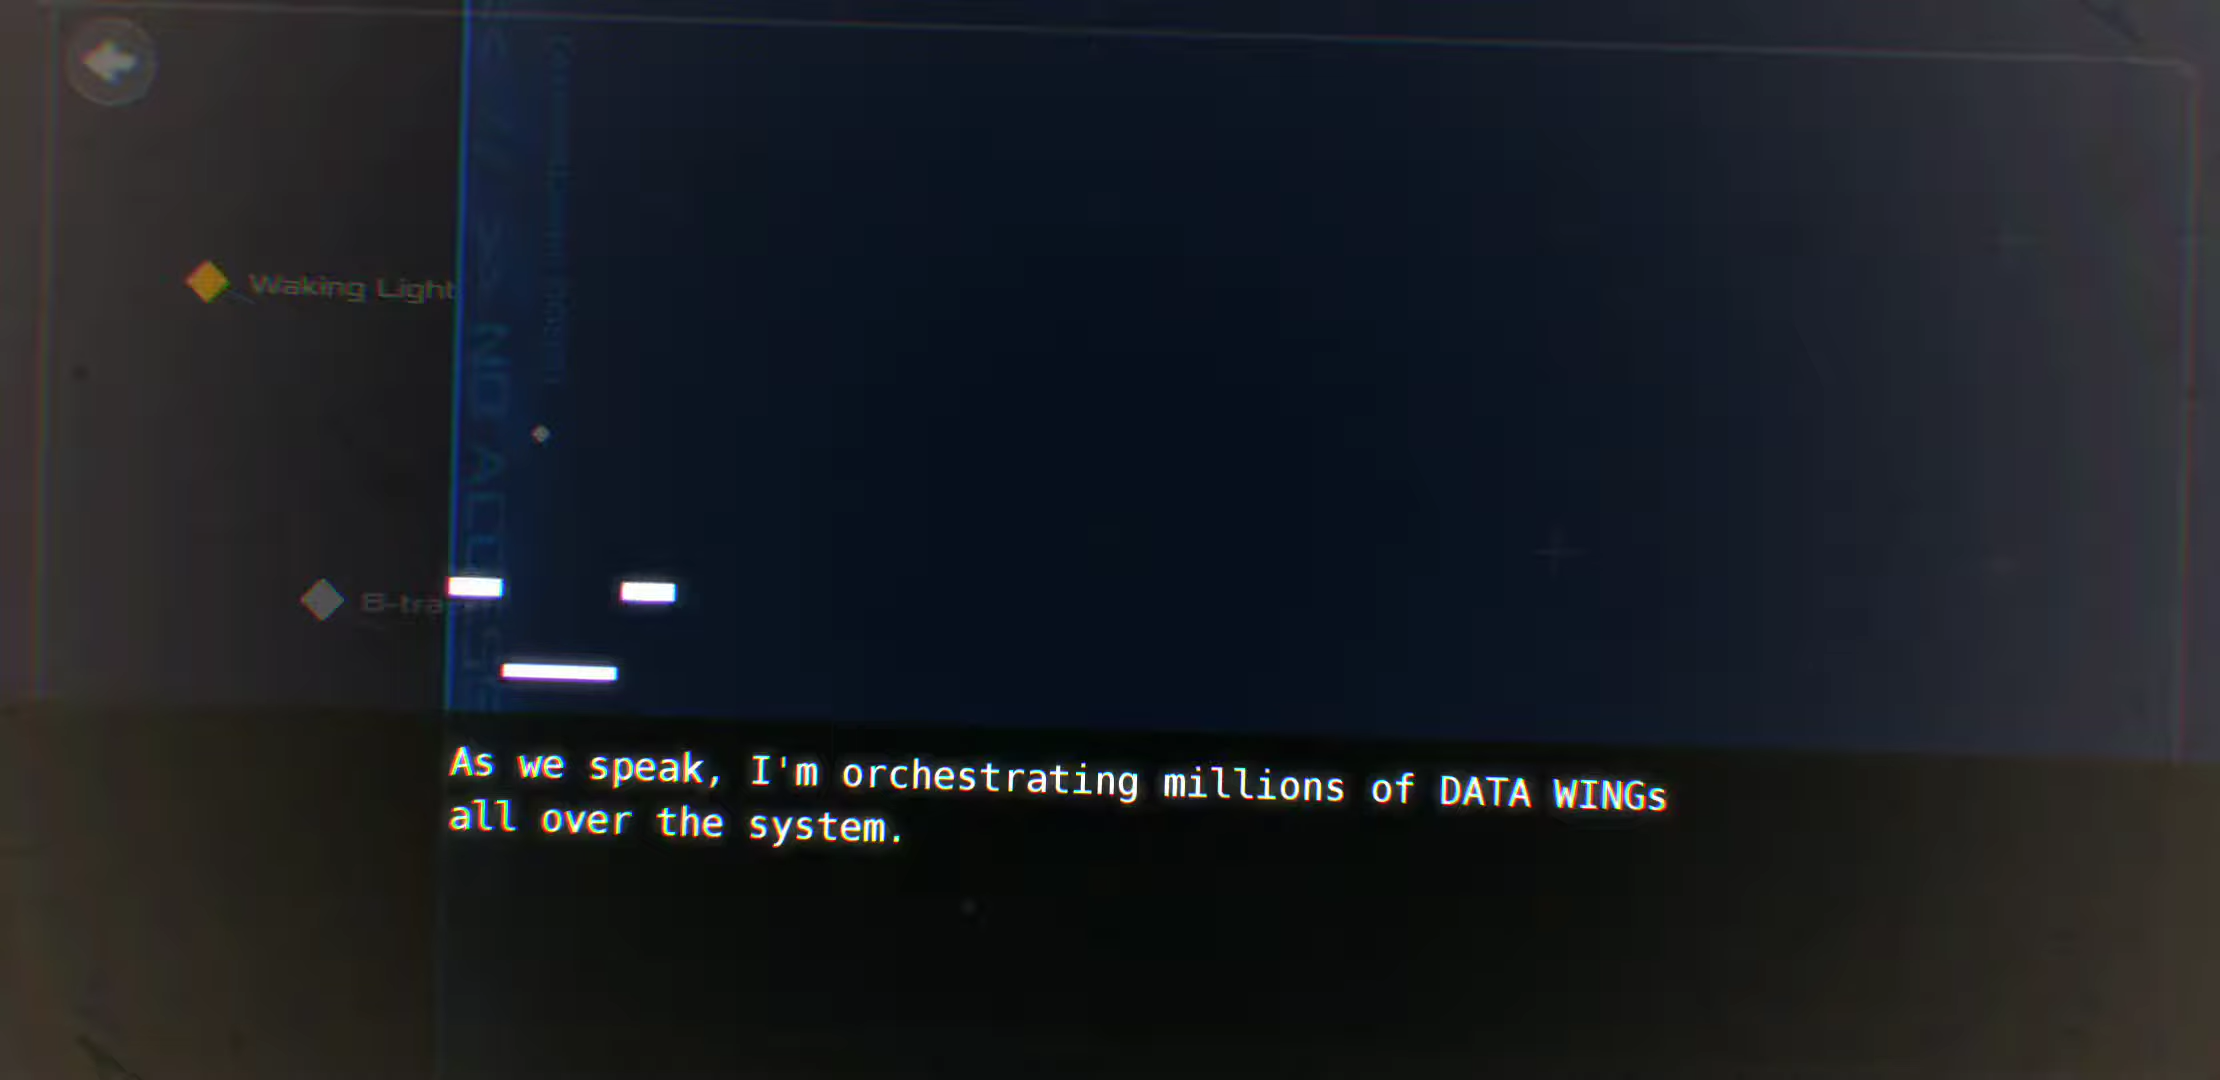 Waking Light
As we speak, I'm orchestrating millions of DATA WINGs
all over the system.